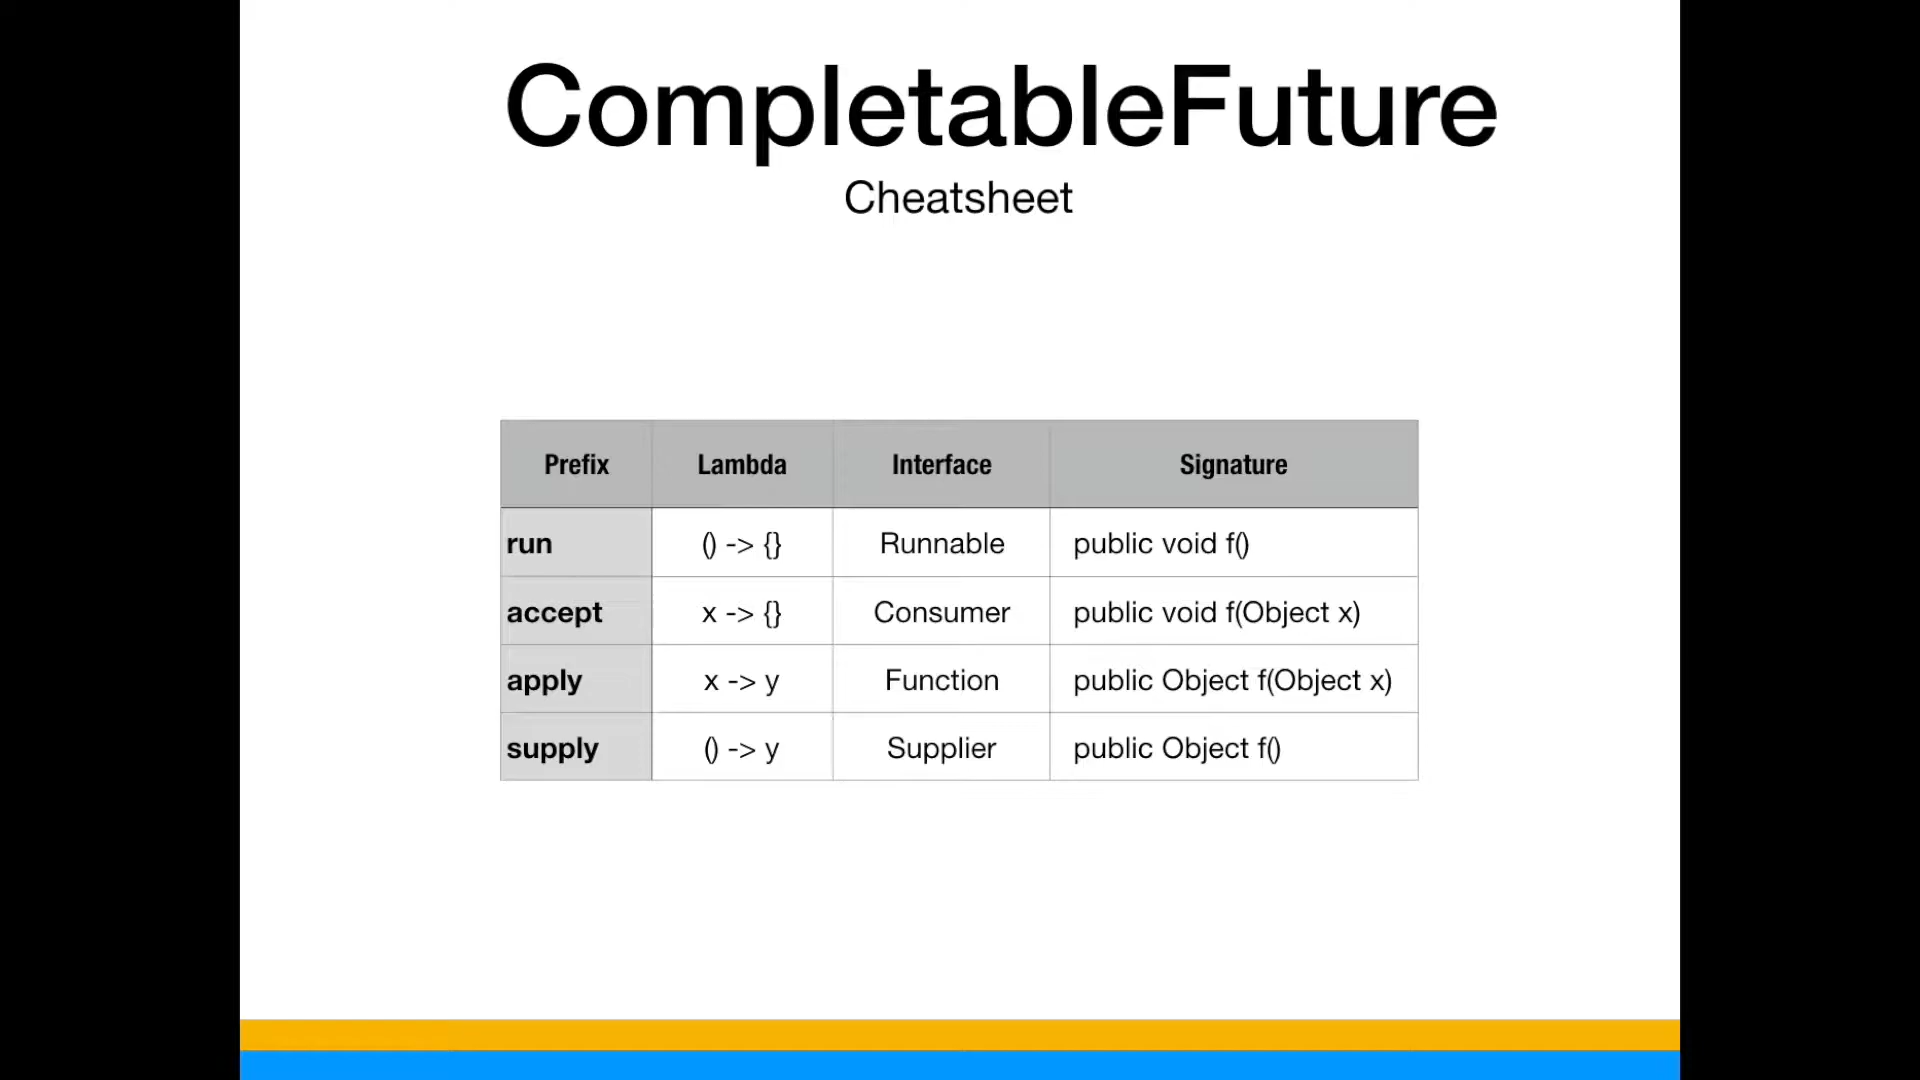 CompletableFuture
Cheatsheet
Prefix Lambda Interface Signature
run () -> {} Runnable public void f()
accept x -> {} Consumer public void f(Object x)
apply x -> y Function public Object f(Object x)
supply () -> y Supplier public Object f()